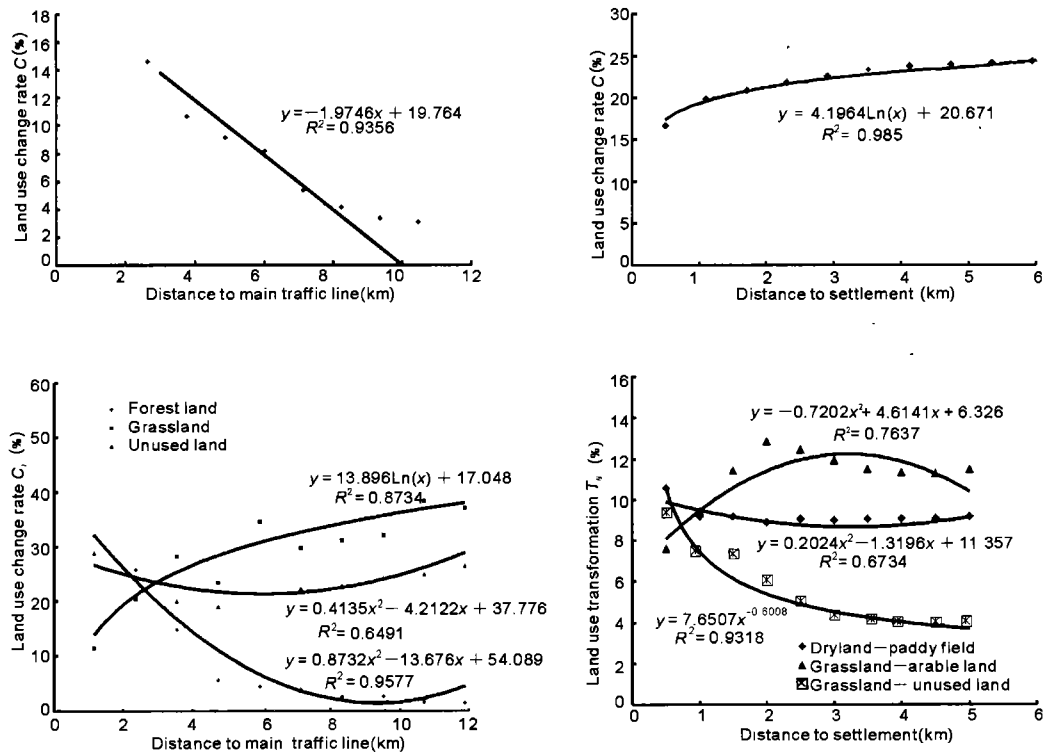 Land use change rate C (%)
18
16
14
12
10
8
6
4
2
0
y=−1.9746x + 19.764
R²= 0.9356
0 2 4 6 8 10 12
Distance to main traffic line(km)
Land use change rate C (%)
30
25
20
15
10
5
0
y = 4.1964Ln(x) + 20.671
R² = 0.985
0 1 2 3 4 5 6
Distance to settlement (km)
Land use change rate C, (%)
60
50
40
30
20
10
0
Forest land
Grassland
Unused land
y= 13.896Ln(x) + 17.048
R² = 0.8734
y= 0.4135x²− 4.2122x + 37.776
R²= 0.6491
y= 0.8732x²−13.676x + 54.089
R²= 0.9577
0 2 4 6 8 10 12
Distance to main traffic line(km)
Land use transformation T (%)
16
14
12
10
8
6
4
2
0
y = −0.7202x²+ 4.6141x + 6.326
R²= 0.7637
y = 0.2024x²−1.3196x + 11 357
R²= 0.6734
y= 7.6507x⁻⁰ ⁶⁰⁰⁸
R²= 0.9318
Dryland—paddy field
Grassland—arable land
Grassland—unused land
0 1 2 3 4 5 6
Distance to settlement(km)